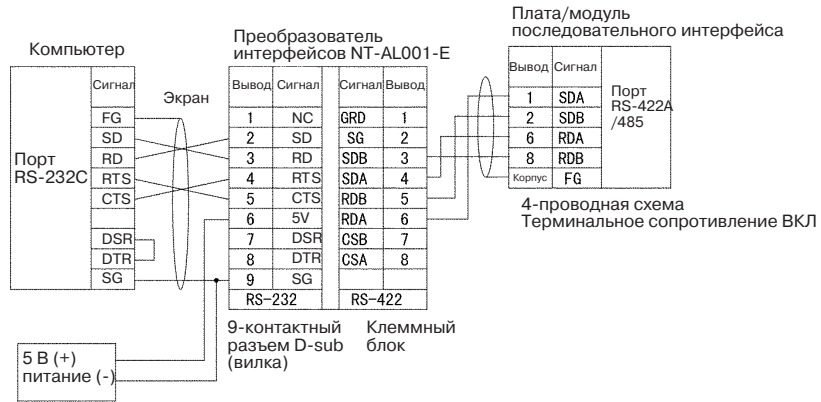 Компьютер
Преобразователь
интерфейсов NT-AL001-E
Плата/модуль
последовательного интерфейса
Сигнал
Экран
FG
SD
RD
RTS
CTS
DSR
DTR
SG
Порт
RS-232C
Вывод Сигнал Сигнал Вывод
1 NC GRD 1
2 SD SG 2
3 RD SDB 3
4 RTS SDA 4
5 CTS RDB 5
6 5V RDA 6
7 DSR CSB 7
8 DTR CSA 8
9 SG
RS-232 RS-422
9-контактный
разъем D-sub
(вилка)
Клеммный
блок
Вывод Сигнал
1 SDA
2 SDB
6 RDA
8 RDB
Корпус FG
Порт
RS-422A
/485
4-проводная схема
Терминальное сопротивление ВКЛ
5 В (+)
питание (-)